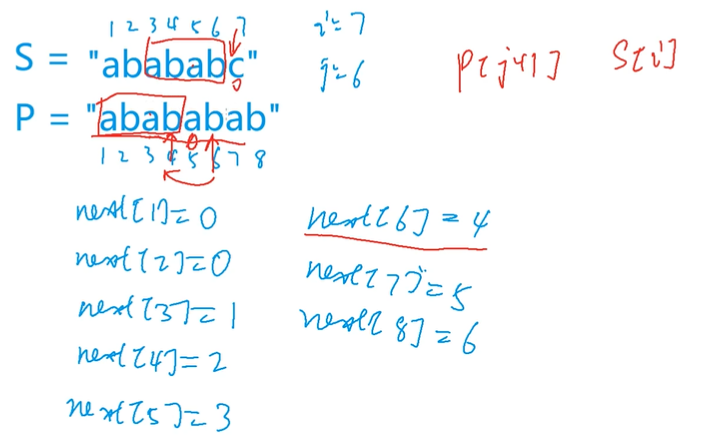 1 2 3 4 5 6 7
i=7
S = "abababc"
j=6
P[j+1] S[i]
P = "abababab"
1 2 3 4 5 6 7 8
next[1]=0
next[2]=0
next[3]=1
next[4]=2
next[5]=3
next[6]=4
next[7]=5
next[8]=6